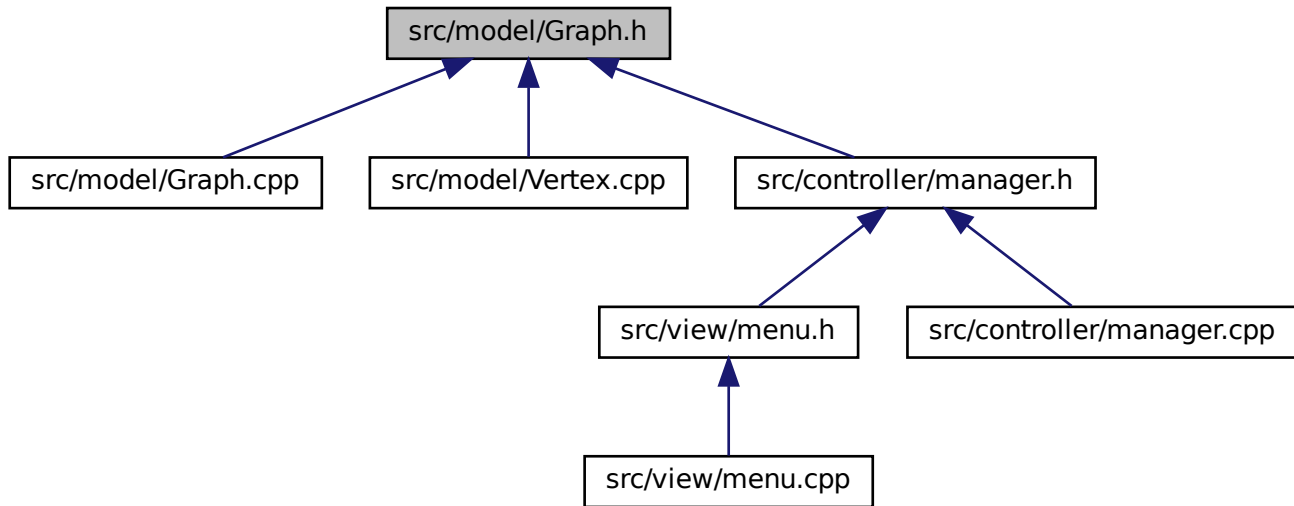 src/model/Graph.h
src/model/Graph.cpp
src/model/Vertex.cpp
src/controller/manager.h
src/view/menu.h
src/controller/manager.cpp
src/view/menu.cpp